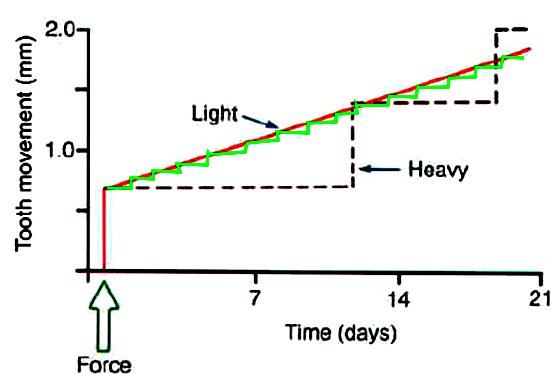 2.0
1.0
Tooth movement (mm)
Light
Heavy
7
14
21
Time (days)
Force